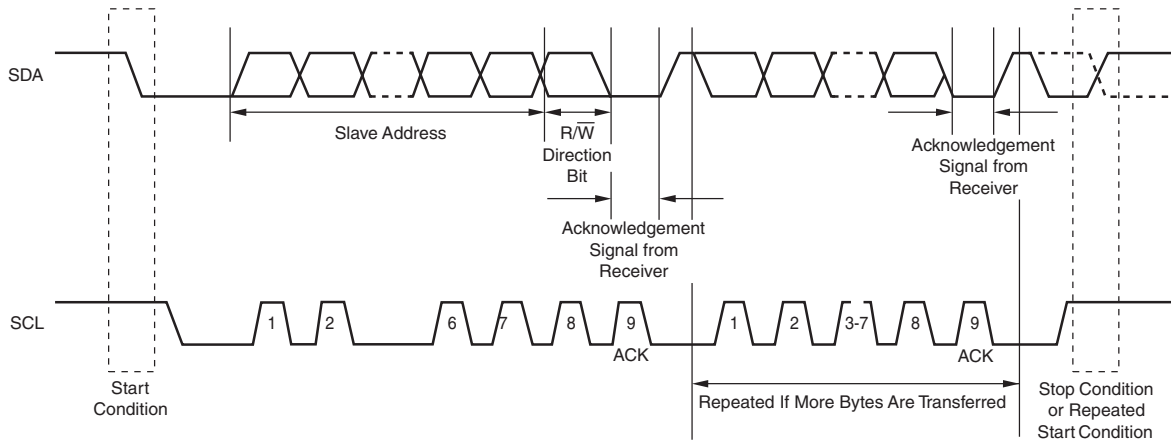 SDA
Slave Address
R/W̅
Direction
Bit
Acknowledgement
Signal from
Receiver
Acknowledgement
Signal from
Receiver
SCL
1
2
6
7
8
9
ACK
1
2
3-7
8
9
ACK
Start
Condition
Repeated If More Bytes Are Transferred
Stop Condition
or Repeated
Start Condition